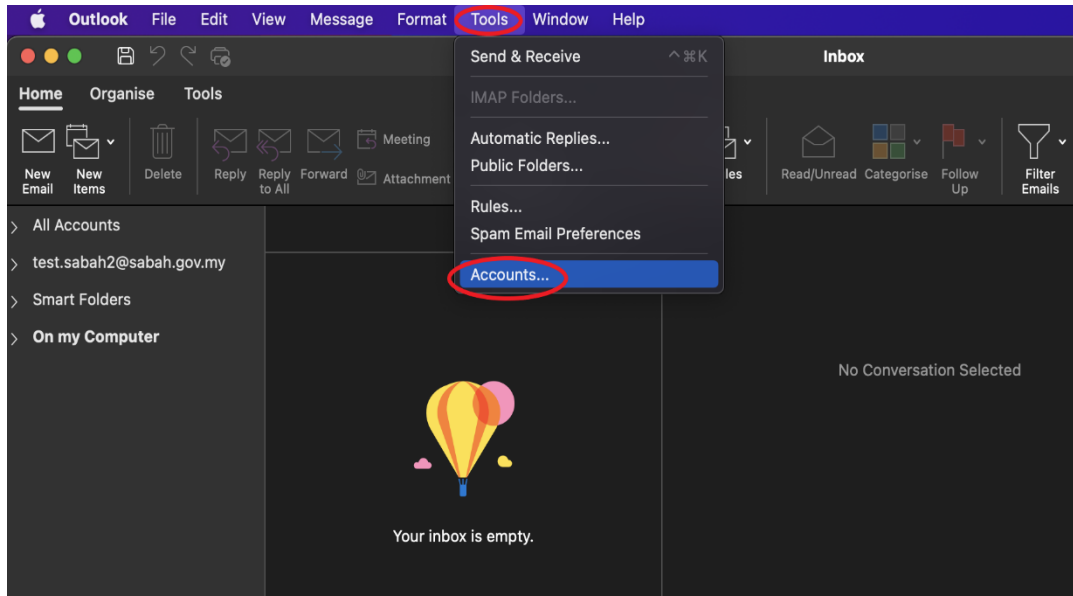 Outlook File Edit View Message Format Tools Window Help
Inbox
Home Organise Tools
New Email
New Items
Delete
Reply
Reply to All
Forward
Meeting
Attachment
Read/Unread
Categorise
Follow Up
Filter Emails
Send & Receive ^⌘K
IMAP Folders...
Automatic Replies...
Public Folders...
Rules...
Spam Email Preferences
Accounts...
All Accounts
test.sabah2@sabah.gov.my
Smart Folders
On my Computer
Your inbox is empty.
No Conversation Selected